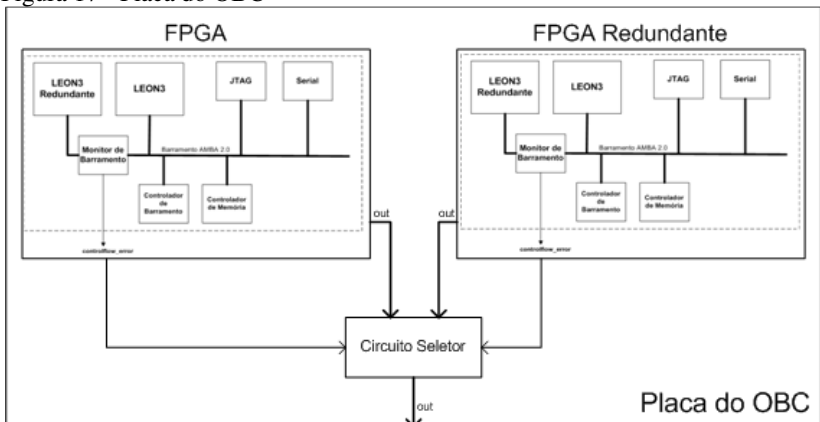 Figura 17 - Placa do OBC
FPGA
LEON3
Redundante
LEON3
JTAG
Serial
Monitor de
Barramento
Barramento AMBA 2.0
Controlador
de
Barramento
Controlador
de Memória
controlflow_error
out
FPGA Redundante
LEON3
Redundante
LEON3
JTAG
Serial
Monitor de
Barramento
Barramento AMBA 2.0
Controlador
de
Barramento
Controlador
de Memória
controlflow_error
out
Circuito Seletor
out
Placa do OBC